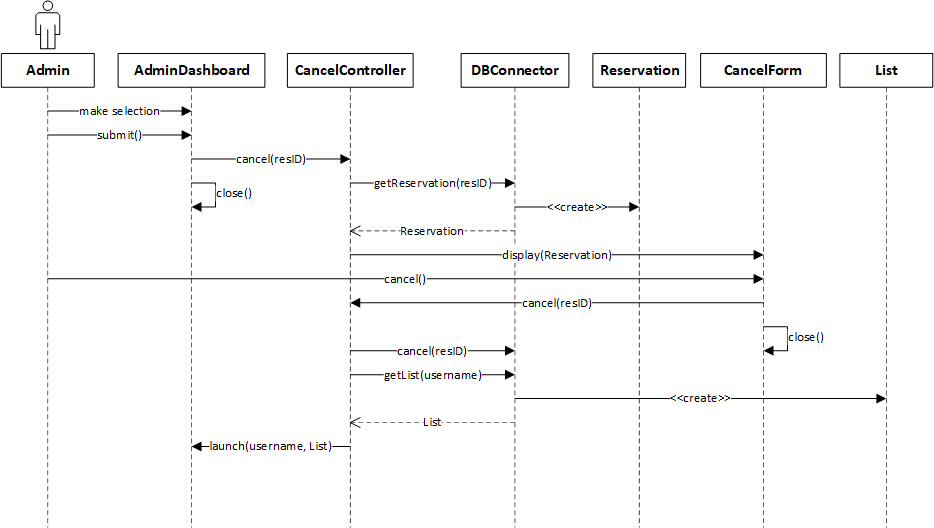 Admin
AdminDashboard
CancelController
DBConnector
Reservation
CancelForm
List
make selection
submit()
cancel(resID)
getReservation(resID)
close()
<<create>>
Reservation
display(Reservation)
cancel()
cancel(resID)
close()
cancel(resID)
getList(username)
<<create>>
List
launch(username, List)